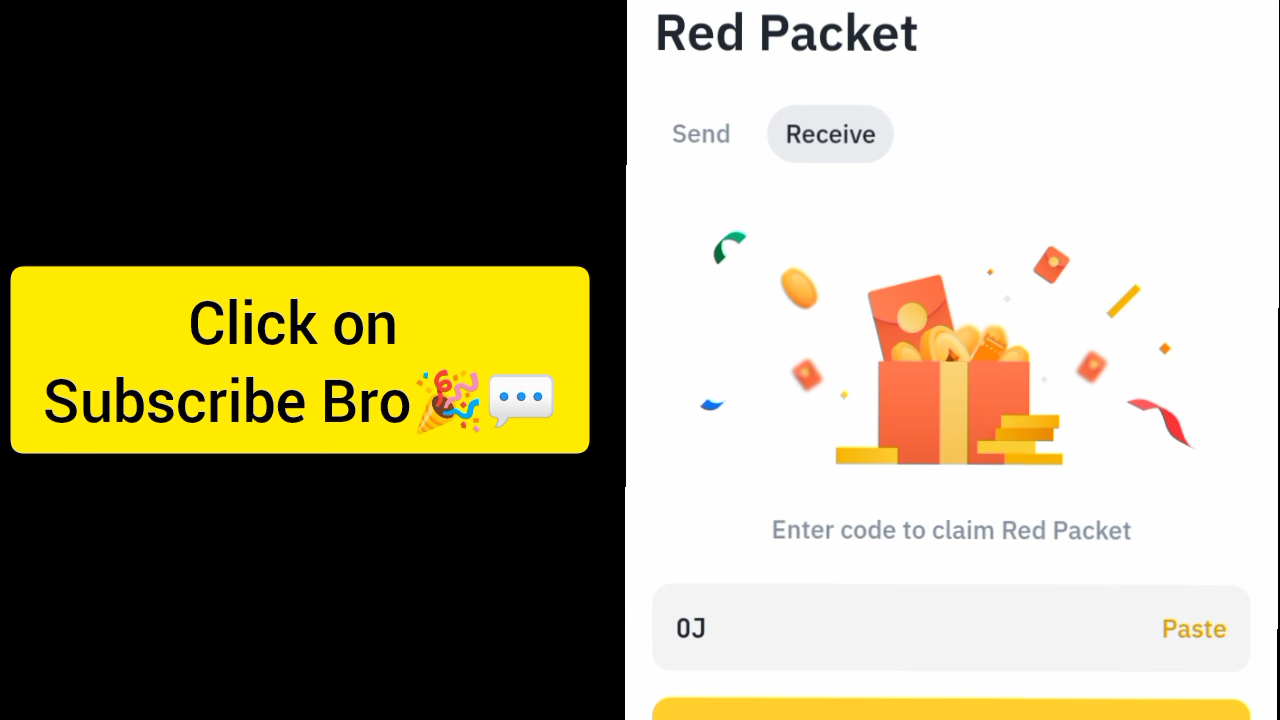 Click on
Subscribe Bro🎉💬
Red Packet
Send
Receive
Enter code to claim Red Packet
0J
Paste